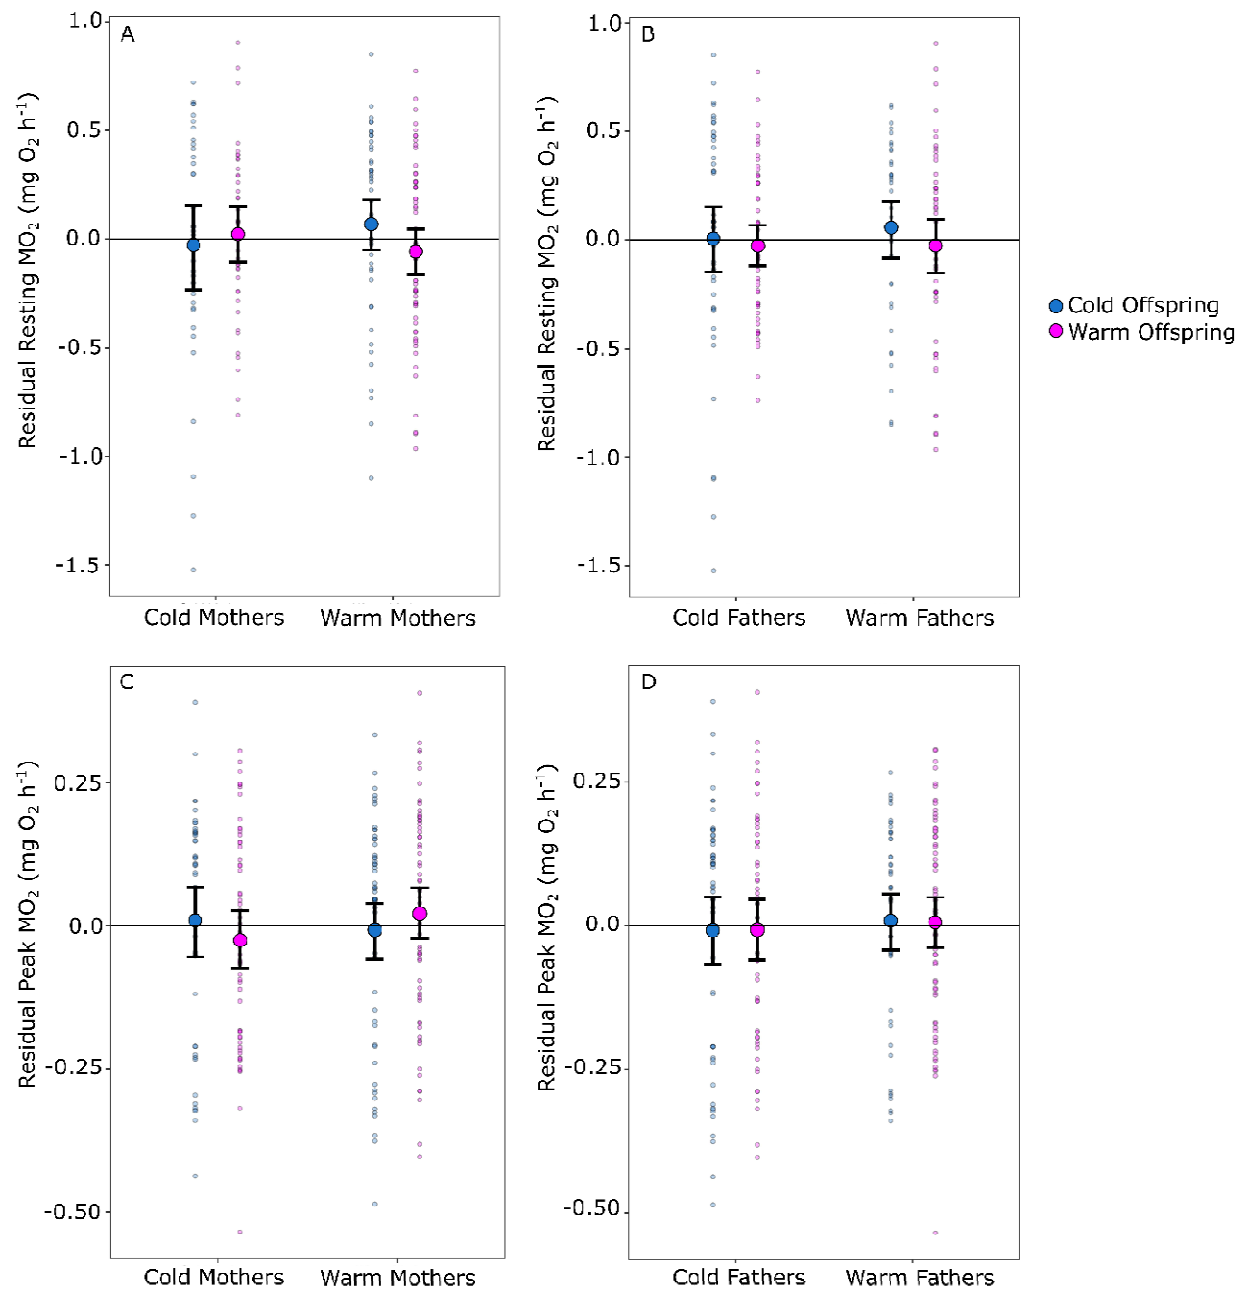 A
Residual Resting MO₂ (mg O₂ h⁻¹)
1.0
0.5
0.0
-0.5
-1.0
-1.5
Cold Mothers Warm Mothers
B
Residual Resting MO₂ (mg O₂ h⁻¹)
1.0
0.5
0.0
-0.5
-1.0
-1.5
Cold Fathers Warm Fathers
Cold Offspring
Warm Offspring
C
Residual Peak MO₂ (mg O₂ h⁻¹)
0.25
0.0
-0.25
-0.50
Cold Mothers Warm Mothers
D
Residual Peak MO₂ (mg O₂ h⁻¹)
0.25
0.0
-0.25
-0.50
Cold Fathers Warm Fathers